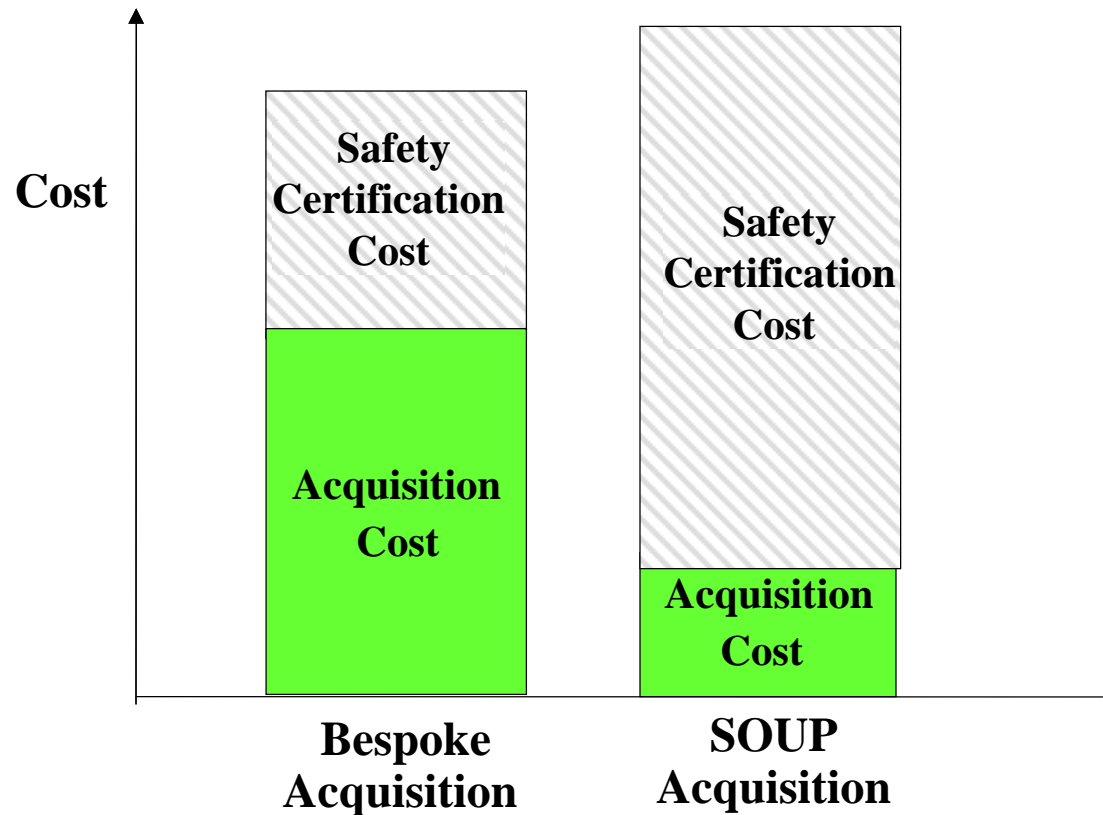 Cost
Safety
Certification
Cost
Acquisition
Cost
Safety
Certification
Cost
Acquisition
Cost
Bespoke
Acquisition
SOUP
Acquisition